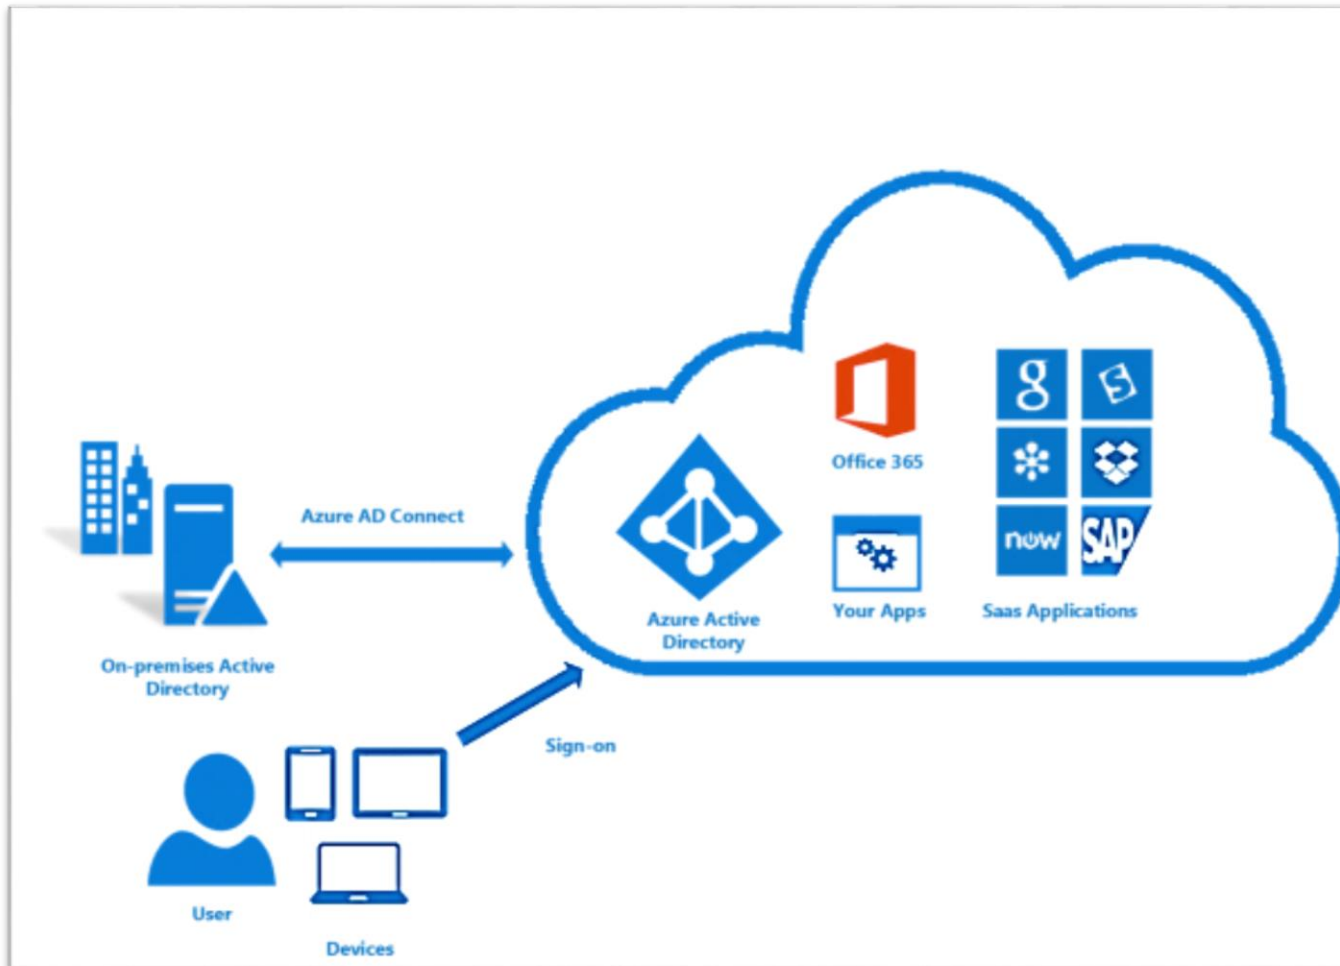 Office 365
g
S
Azure AD Connect
now
SAP
Azure Active
Directory
Your Apps
Saas Applications
On-premises Active
Directory
Sign-on
User
Devices